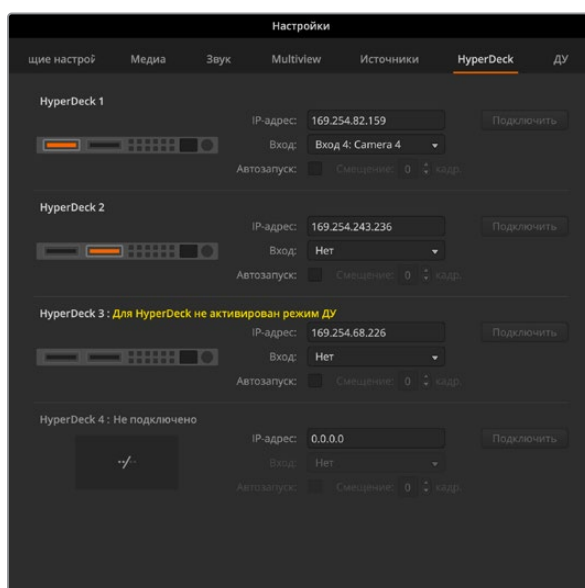 Настройки
щие настрой Медиа Звук Multiview Источники HyperDeck ДУ
HyperDeck 1
IP-адрес: 169.254.82.159 Подключить
Вход: Вход 4: Camera 4
Автозапуск: Смещение: 0 кадр.
HyperDeck 2
IP-адрес: 169.254.243.236 Подключить
Вход: Нет
Автозапуск: Смещение: 0 кадр.
HyperDeck 3 : Для HyperDeck не активирован режим ДУ
IP-адрес: 169.254.68.226 Подключить
Вход: Нет
Автозапуск: Смещение: 0 кадр.
HyperDeck 4 : Не подключено
IP-адрес: 0.0.0.0 Подключить
--/--
Вход: Нет
Автозапуск: Смещение: 0 кадр.